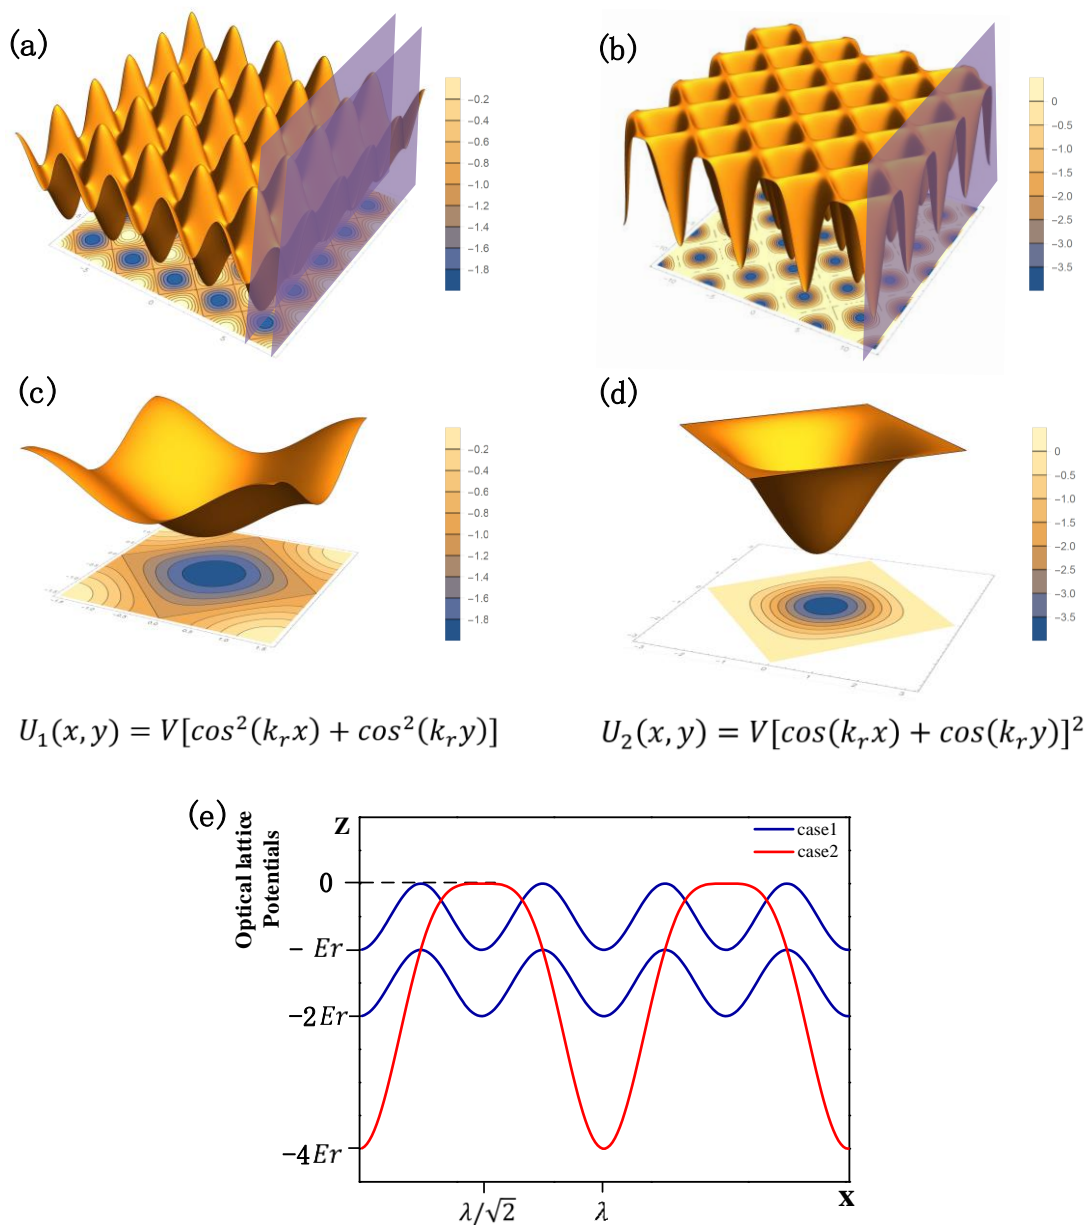 (a)
−0.2
−0.4
−0.6
−0.8
−1.0
−1.2
−1.4
−1.6
−1.8
(b)
0
−0.5
−1.0
−1.5
−2.0
−2.5
−3.0
−3.5
(c)
−0.2
−0.4
−0.6
−0.8
−1.0
−1.2
−1.4
−1.6
−1.8
(d)
0
−0.5
−1.0
−1.5
−2.0
−2.5
−3.0
−3.5
U₁(x, y) = V[cos²(kᵣx) + cos²(kᵣy)]
U₂(x, y) = V[cos(kᵣx) + cos(kᵣy)]²
(e)
Optical lattice
Potentials
Z
case1
case2
0
− Er
−2Er
−4Er
λ/√2
λ
X